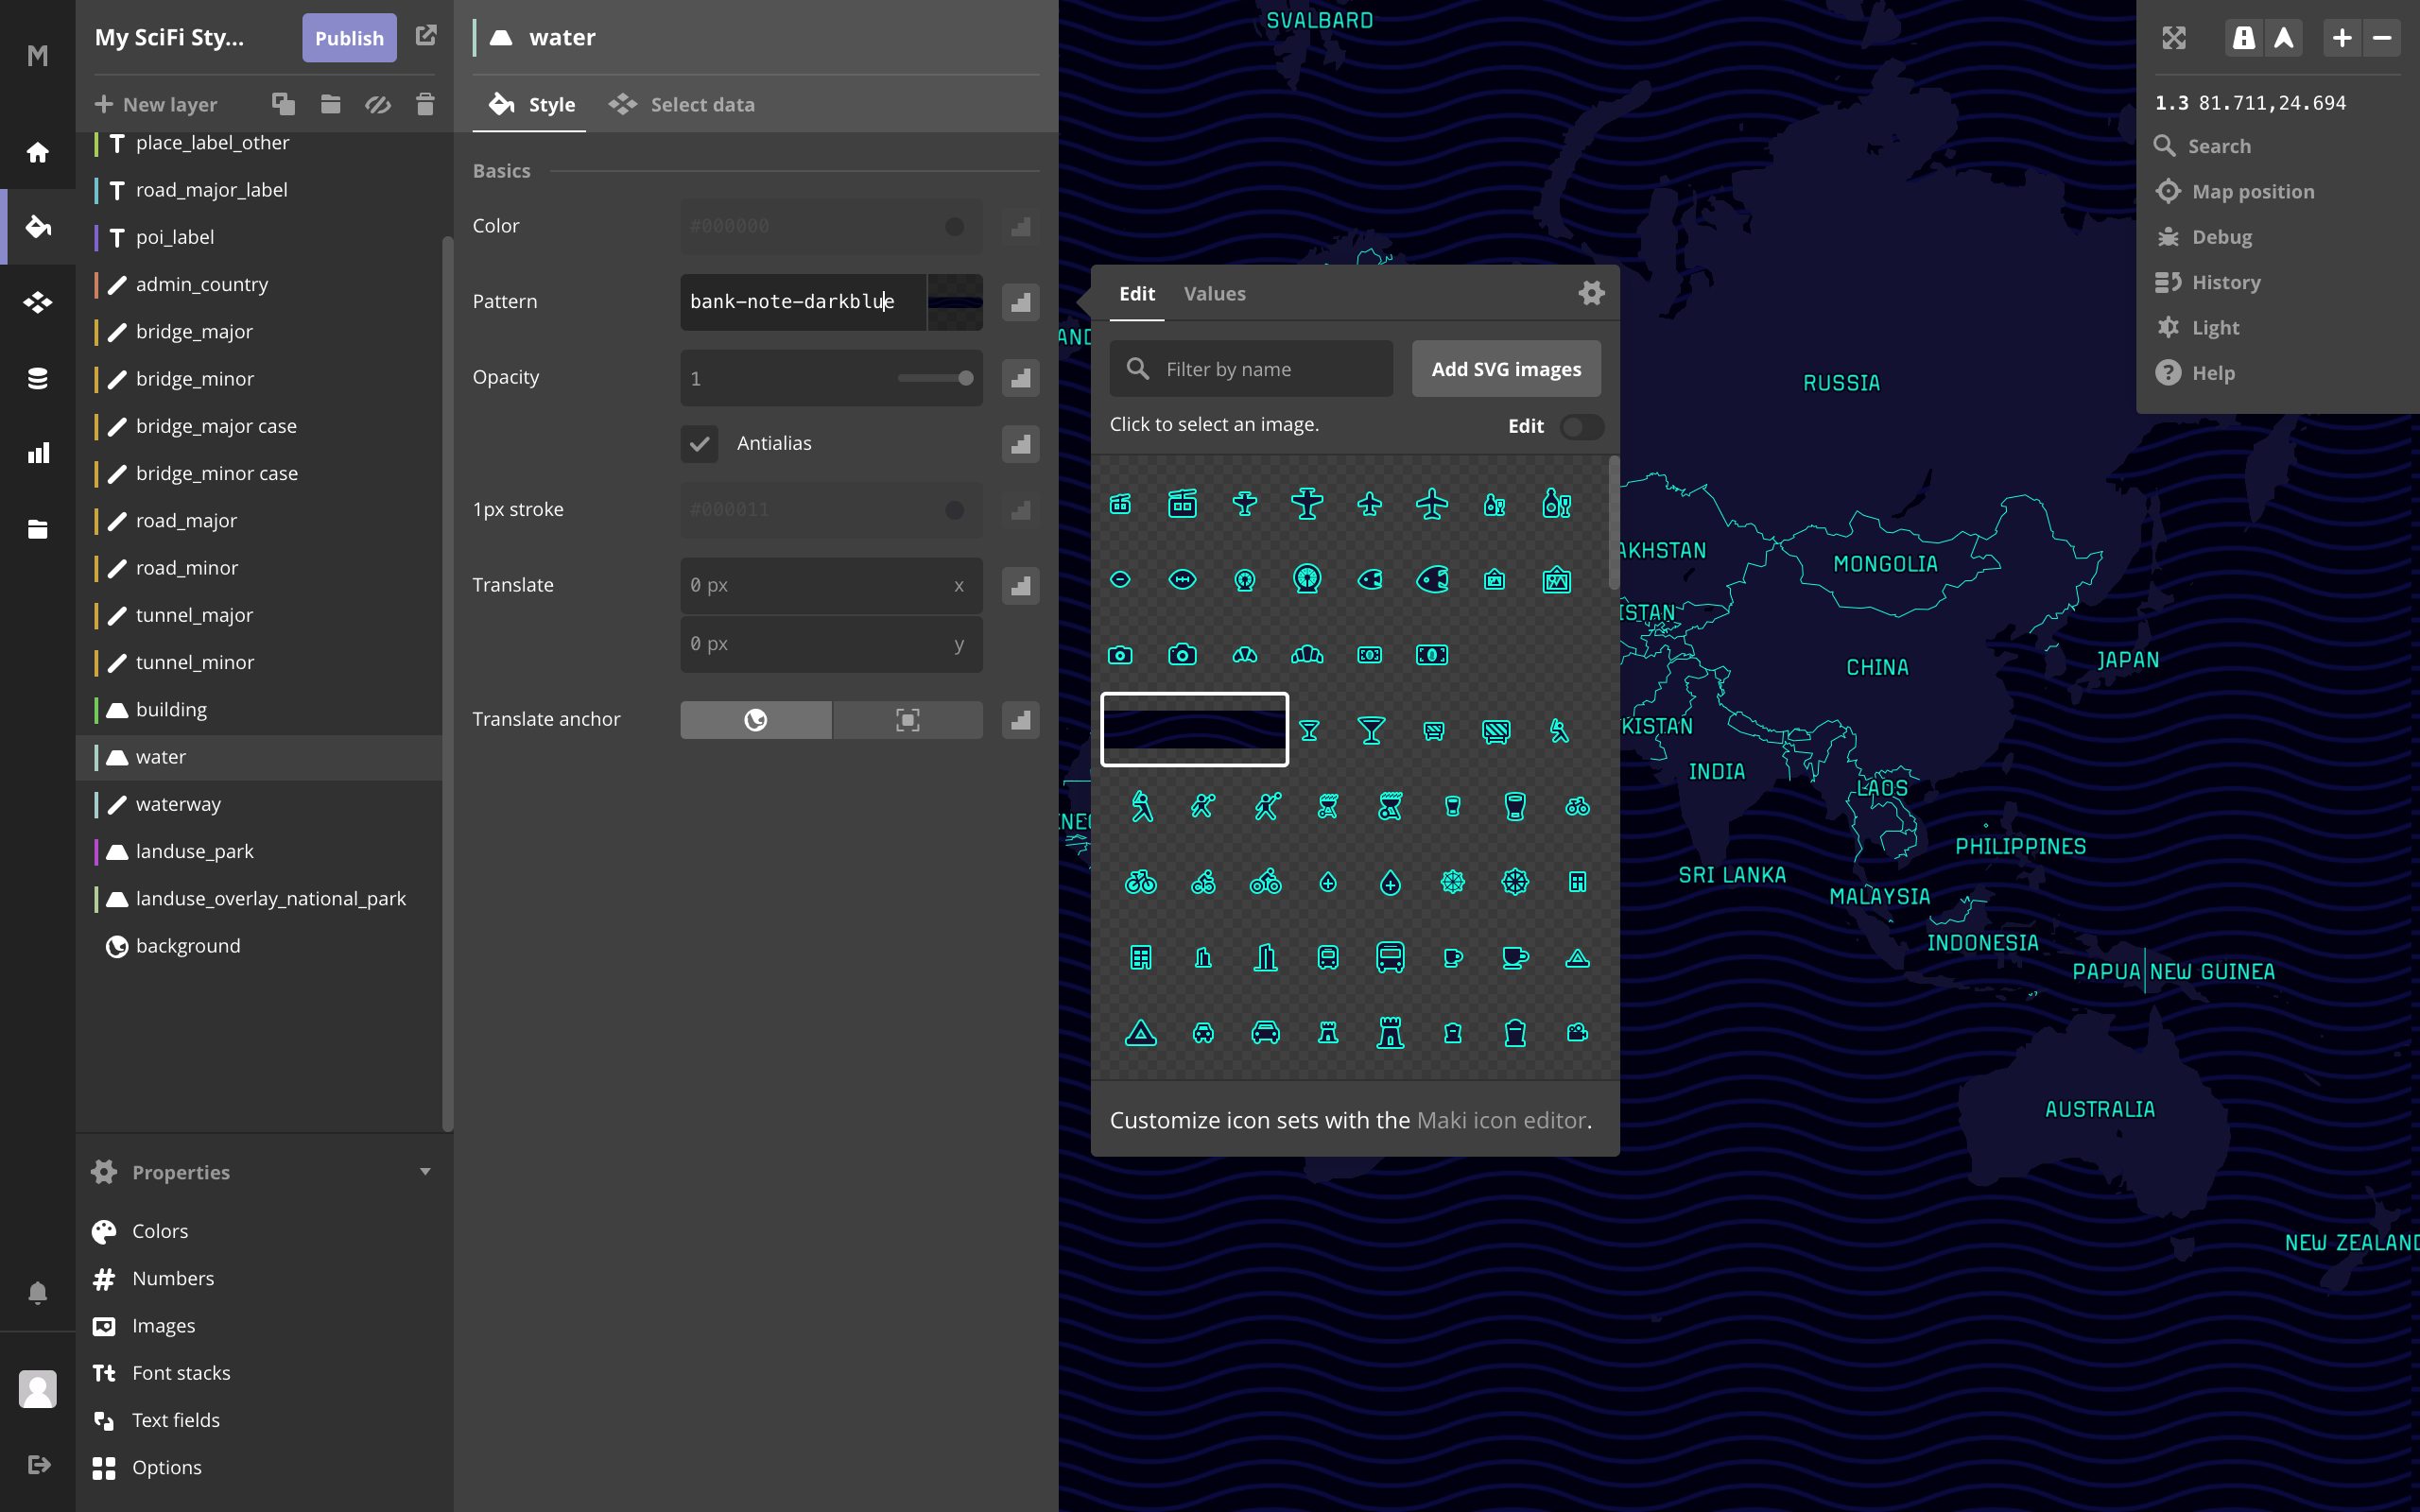 My SciFi Sty...
Publish
New layer
place_label_other
road_major_label
poi_label
admin_country
bridge_major
bridge_minor
bridge_major case
bridge_minor case
road_major
road_minor
tunnel_major
tunnel_minor
building
water
waterway
landuse_park
landuse_overlay_national_park
background
Properties
Colors
Numbers
Images
Font stacks
Text fields
Options
water
Style
Select data
Basics
Color
#000000
Pattern
bank-note-darkblue
Opacity
1
Antialias
1px stroke
#000011
Translate
0 px x
0 px y
Translate anchor
Edit
Values
Filter by name
Add SVG images
Click to select an image.
Edit
Customize icon sets with the Maki icon editor.
SVALBARD
RUSSIA
AKHSTAN
MONGOLIA
ISTAN
CHINA
JAPAN
KISTAN
INDIA
LAOS
PHILIPPINES
SRI LANKA
MALAYSIA
INDONESIA
PAPUA NEW GUINEA
AUSTRALIA
NEW ZEALAND
1.3 81.711,24.694
Search
Map position
Debug
History
Light
Help